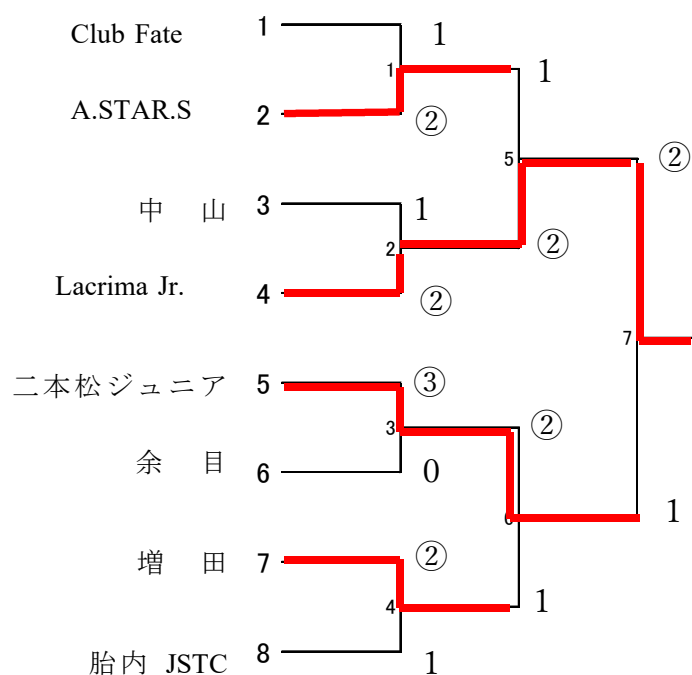 Club Fate 1 1
1 1
A.STAR.S 2 ②
5 ②
中 山 3 1
2 ②
Lacrima Jr. 4 ②
7
二本松ジュニア 5 ③
3 ②
余 目 6 0
6 1
増 田 7 ②
4 1
胎内 JSTC 8 1